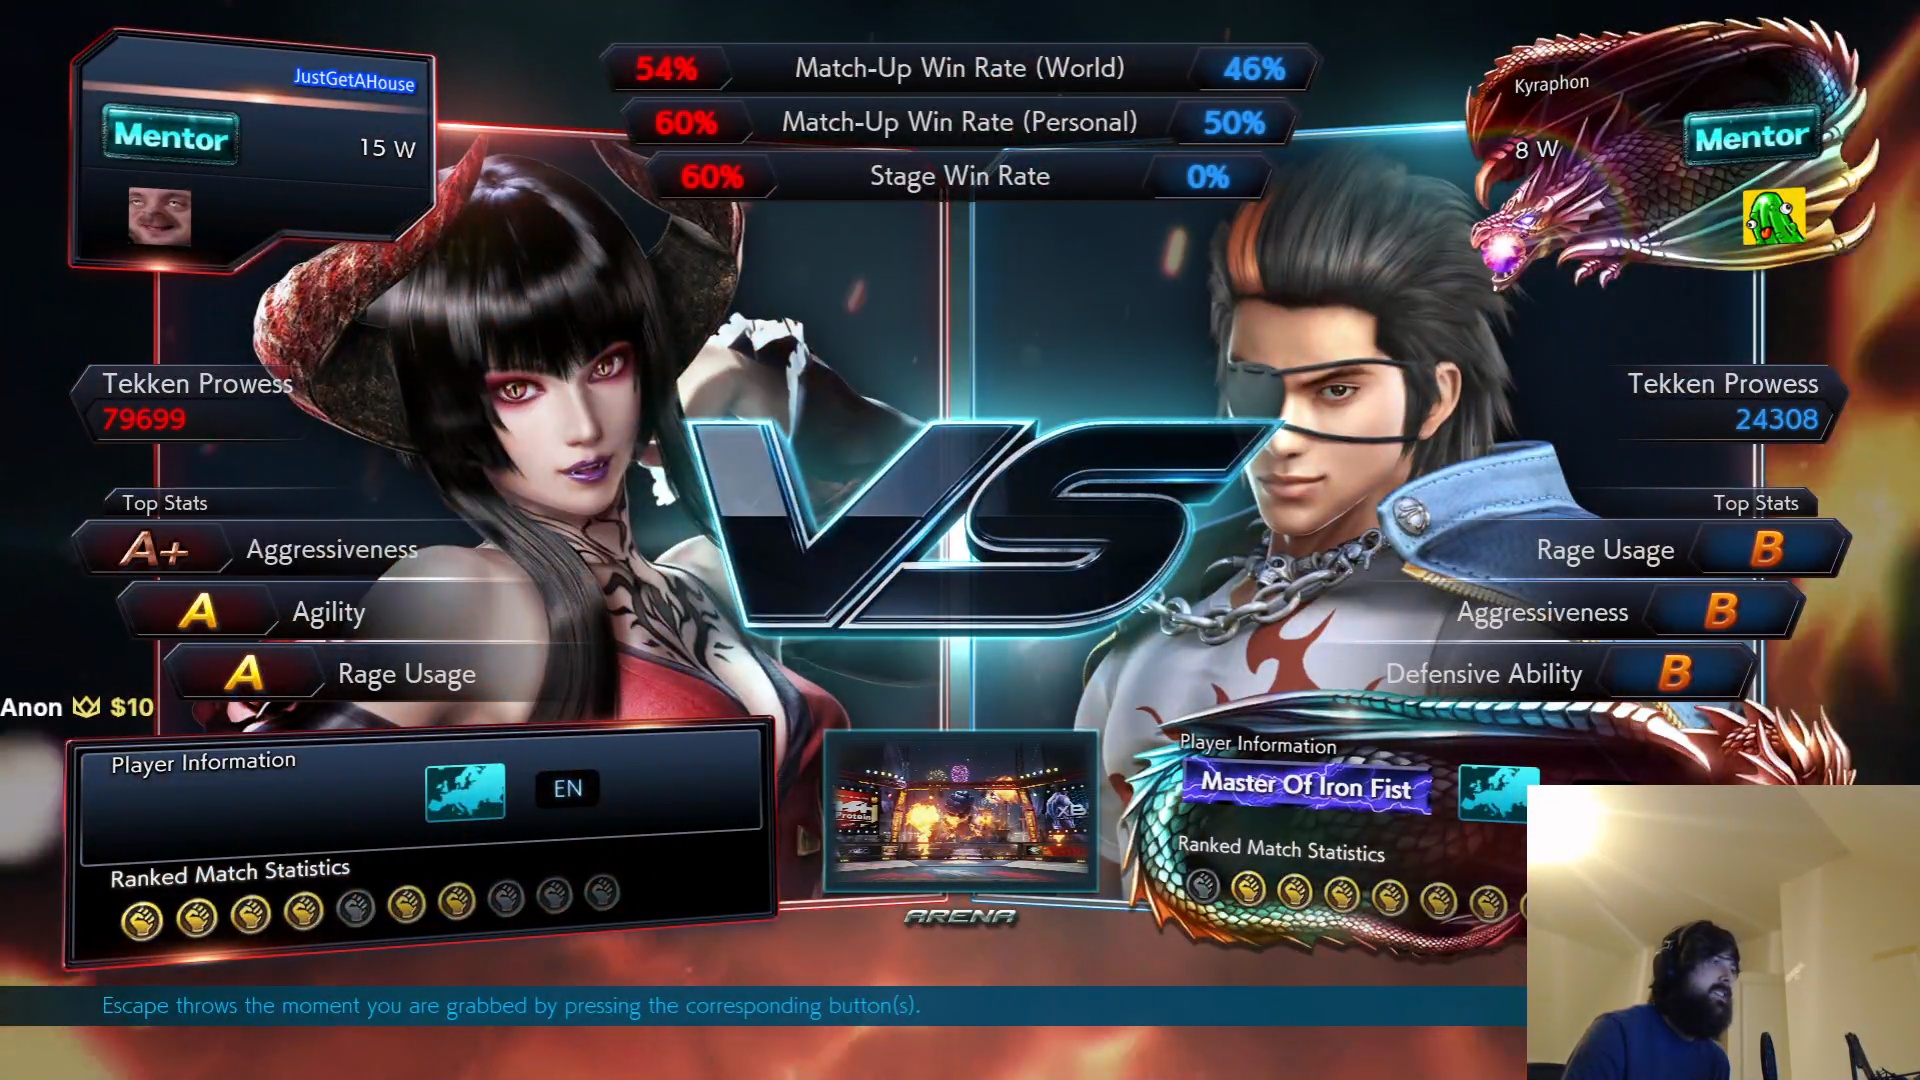 JustGetAHouse
Mentor
15 W
54% Match-Up Win Rate (World) 46%
60% Match-Up Win Rate (Personal) 50%
60% Stage Win Rate 0%
Kyraphon
8 W
Mentor
Tekken Prowess
79699
Tekken Prowess
24308
VS
Top Stats
A+ Aggressiveness
A Agility
A Rage Usage
Top Stats
Rage Usage B
Aggressiveness B
Defensive Ability B
Anon $10
Player Information
EN
Ranked Match Statistics
Protein
ARENA
Player Information
Master Of Iron Fist
Ranked Match Statistics
Escape throws the moment you are grabbed by pressing the corresponding button(s).